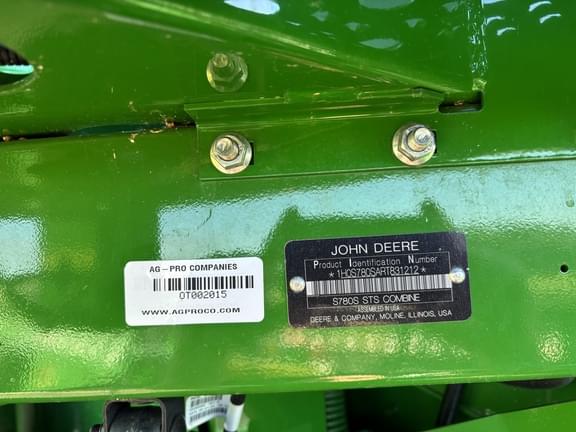 AG-PRO COMPANIES
OT002015
WWW.AGPROCO.COM
JOHN DEERE
Product Identification Number
*1H0S780SART831212*
S780S STS COMBINE
ASSEMBLED IN USA
DEERE & COMPANY, MOLINE, ILLINOIS, USA